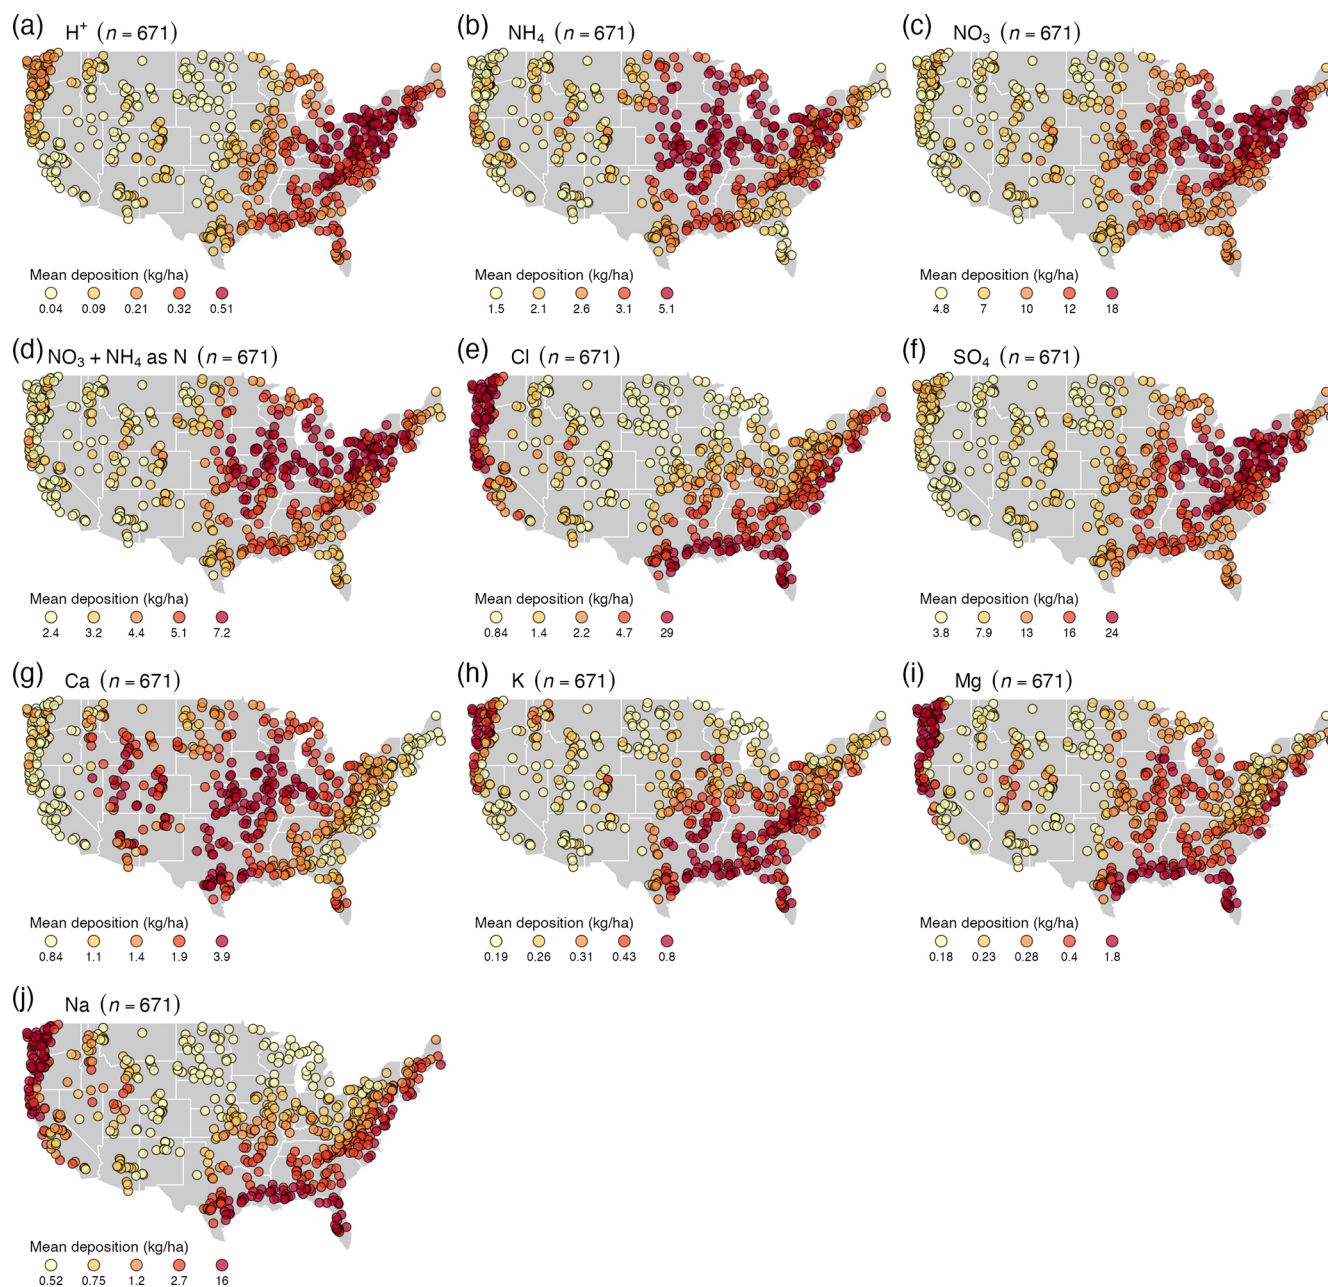 (a) H⁺ (n = 671)
(b) NH₄ (n = 671)
(c) NO₃ (n = 671)
Mean deposition (kg/ha)
0.04 0.09 0.21 0.32 0.51
Mean deposition (kg/ha)
1.5 2.1 2.6 3.1 5.1
Mean deposition (kg/ha)
4.8 7 10 12 18
(d) NO₃ + NH₄ as N (n = 671)
(e) Cl (n = 671)
(f) SO₄ (n = 671)
Mean deposition (kg/ha)
2.4 3.2 4.4 5.1 7.2
Mean deposition (kg/ha)
0.84 1.4 2.2 4.7 29
Mean deposition (kg/ha)
3.8 7.9 13 16 24
(g) Ca (n = 671)
(h) K (n = 671)
(i) Mg (n = 671)
Mean deposition (kg/ha)
0.84 1.1 1.4 1.9 3.9
Mean deposition (kg/ha)
0.19 0.26 0.31 0.43 0.8
Mean deposition (kg/ha)
0.18 0.23 0.28 0.4 1.8
(j) Na (n = 671)
Mean deposition (kg/ha)
0.52 0.75 1.2 2.7 16